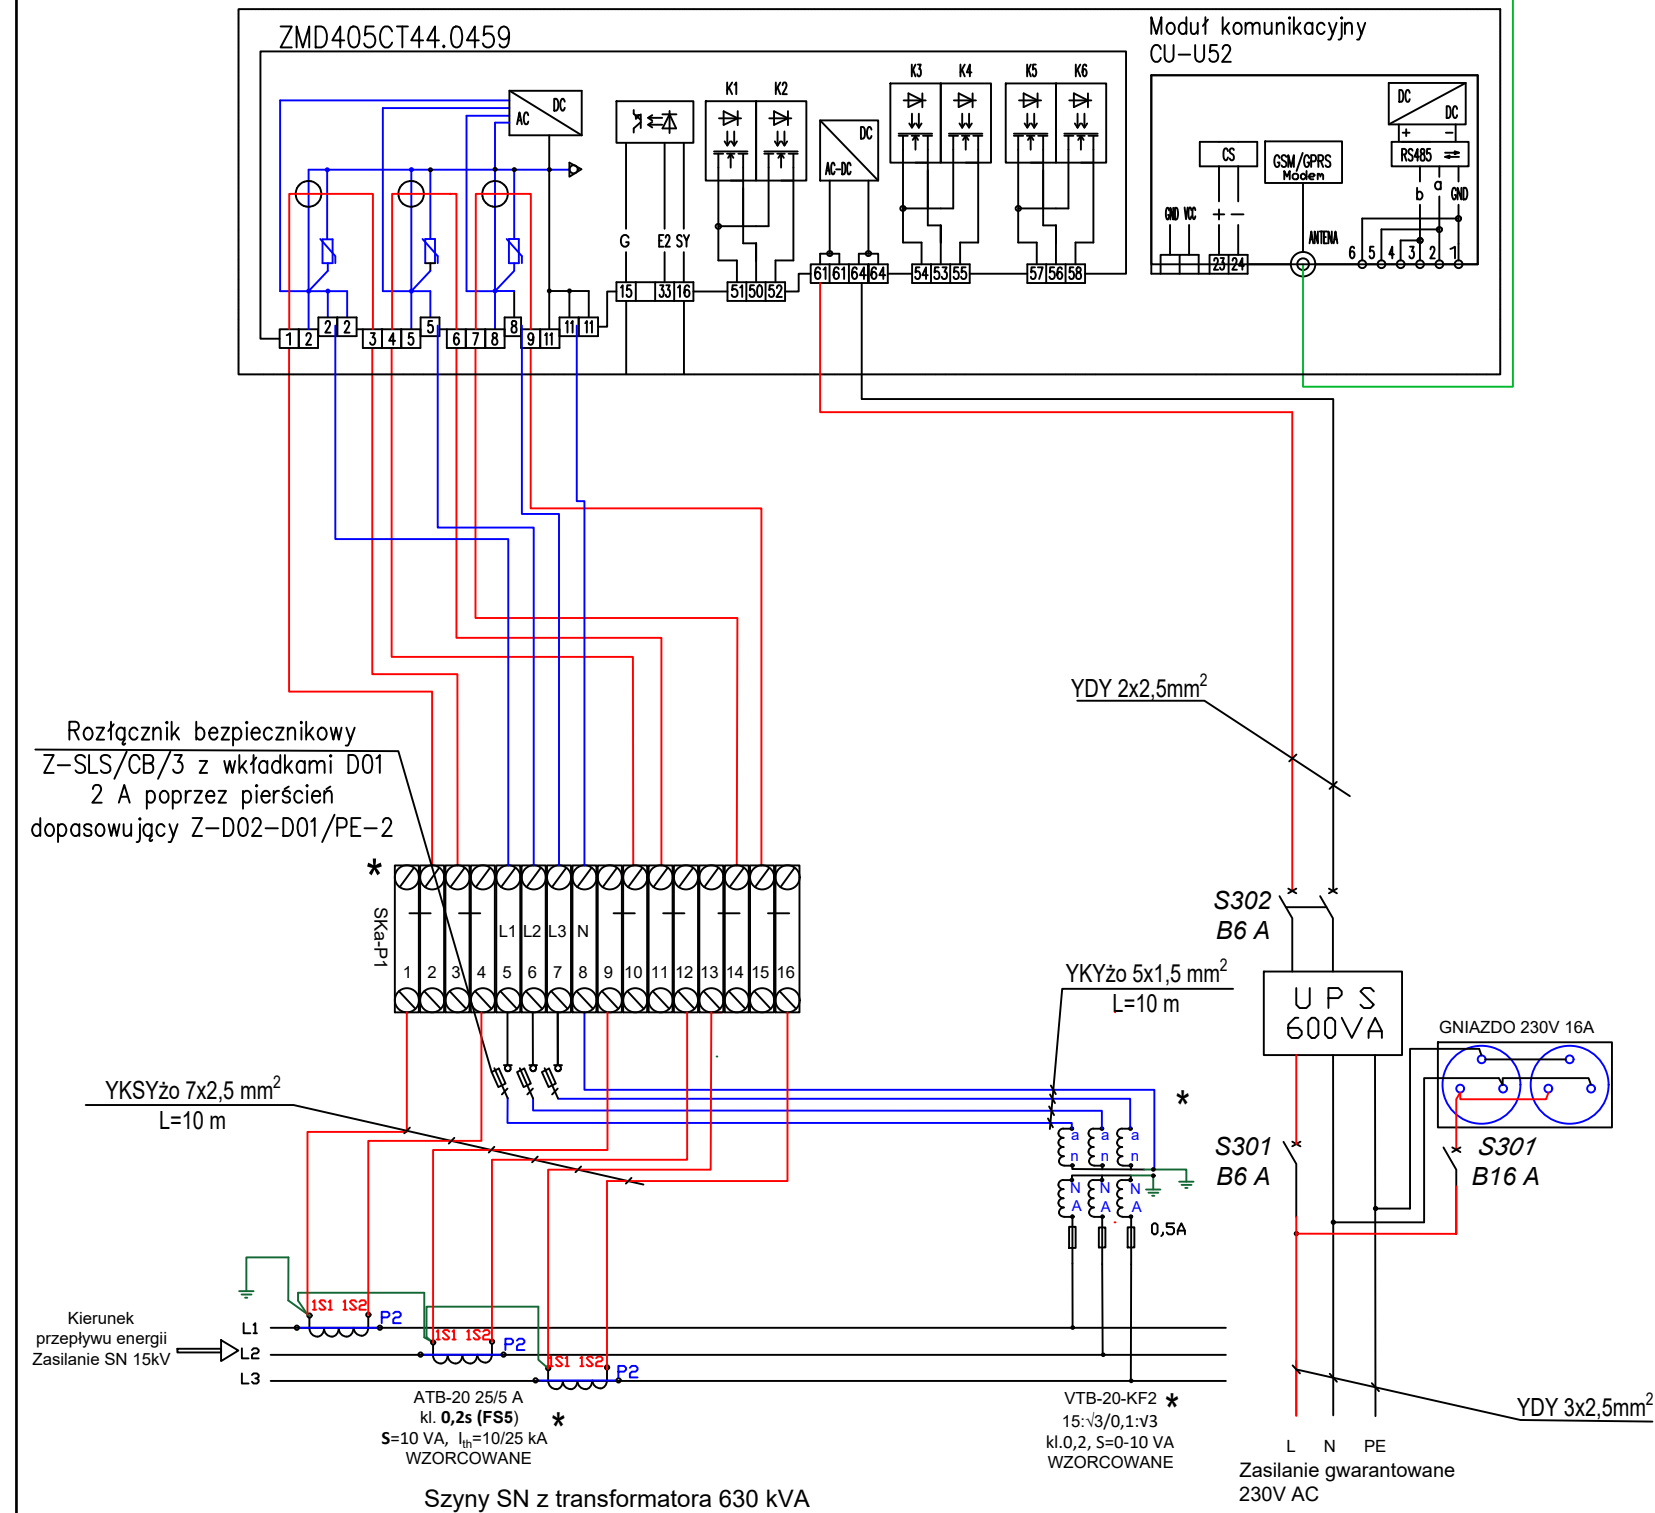 ZMD405CT44.0459
Moduł komunikacyjny
CU-U52
DC
AC
K1 K2
DC
AC-DC
K3 K4
K5 K6
CS
GSM/GPRS
Modem
DC
DC
+ -
RS485
b a GND
GND VCC
+ -
ANTENA
6 5 4 3 2 1
23 24
G E2 SY
15 33 16
51 50 52
61 61 64 64
54 53 55
57 56 58
2 2 5 8 11 11
1 2 3 4 5 6 7 8 9 11
YDY 2x2,5mm²
Rozłącznik bezpiecznikowy
Z-SLS/CB/3 z wkładkami D01
2 A poprzez pierścień
dopasowujący Z-D02-D01/PE-2
*
SKa-P1
L1 L2 L3 N
1 2 3 4 5 6 7 8 9 10 11 12 13 14 15 16
S302
B6 A
YKYżo 5x1,5 mm²
L=10 m
UPS
600VA
GNIAZDO 230V 16A
YKSYżo 7x2,5 mm²
L=10 m
*
a a a
n n n
N N N
A A A
0,5A
S301
B6 A
S301
B16 A
Kierunek
przepływu energii
Zasilanie SN 15kV
L1
L2
L3
1S1 1S2 P2
1S1 1S2 P2
1S1 1S2 P2
ATB-20 25/5 A
kl. 0,2s (FS5)
*
S=10 VA, Ith=10/25 kA
WZORCOWANE
VTB-20-KF2 *
15:√3/0,1:√3
kl.0,2, S=0-10 VA
WZORCOWANE
YDY 3x2,5mm²
L N PE
Zasilanie gwarantowane
230V AC
Szyny SN z transformatora 630 kVA